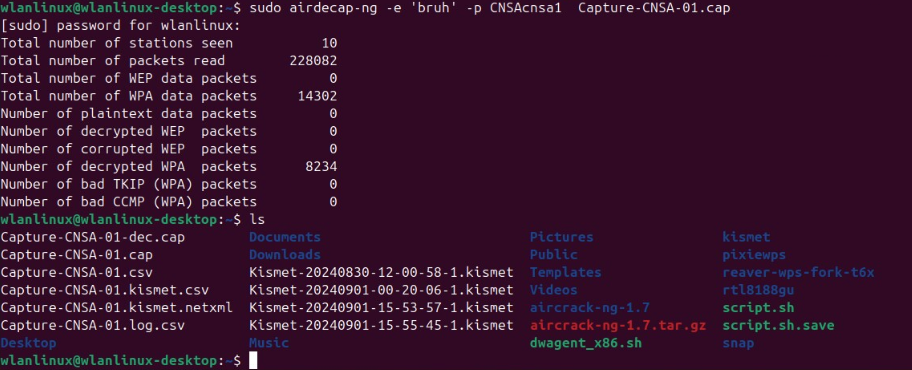 wlanlinux@wlanlinux-desktop:~$ sudo airdecap-ng -e 'bruh' -p CNSAcnsa1  Capture-CNSA-01.cap
[sudo] password for wlanlinux:
Total number of stations seen           10
Total number of packets read        228082
Total number of WEP data packets         0
Total number of WPA data packets     14302
Number of plaintext data packets         0
Number of decrypted WEP  packets         0
Number of corrupted WEP  packets         0
Number of decrypted WPA  packets      8234
Number of bad TKIP (WPA) packets         0
Number of bad CCMP (WPA) packets         0
wlanlinux@wlanlinux-desktop:~$ ls
Capture-CNSA-01-dec.cap        Documents                          Pictures                kismet
Capture-CNSA-01.cap            Downloads                          Public                  pixiewps
Capture-CNSA-01.csv            Kismet-20240830-12-00-58-1.kismet  Templates               reaver-wps-fork-t6x
Capture-CNSA-01.kismet.csv     Kismet-20240901-00-20-06-1.kismet  Videos                  rtl8188gu
Capture-CNSA-01.kismet.netxml  Kismet-20240901-15-53-57-1.kismet  aircrack-ng-1.7         script.sh
Capture-CNSA-01.log.csv        Kismet-20240901-15-55-45-1.kismet  aircrack-ng-1.7.tar.gz  script.sh.save
Desktop                        Music                              dwagent_x86.sh          snap
wlanlinux@wlanlinux-desktop:~$